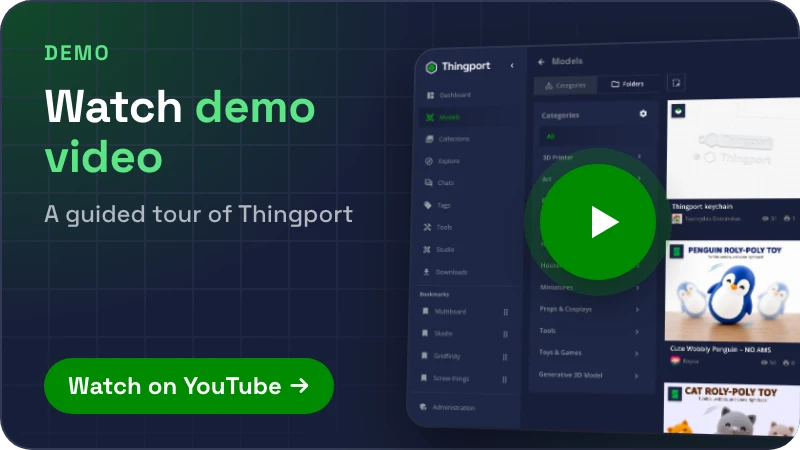 DEMO
Watch demo
video
A guided tour of Thingport
Watch on YouTube →
Thingport
Dashboard
Models
Collections
Explore
Chats
Tags
Tools
Studio
Downloads
Bookmarks
Multiboard
Skadis
Gridfinity
Screw things
Administration
Models
Categories
Folders
Categories
All
3D Printer
Art
Miniatures
Props & Cosplays
Tools
Toys & Games
Generative 3D Model
Thingport
Thingport keychain
PENGUIN ROLY-POLY TOY
Cute Wobbly Penguin – NO AMS
CAT ROLY-POLY TOY